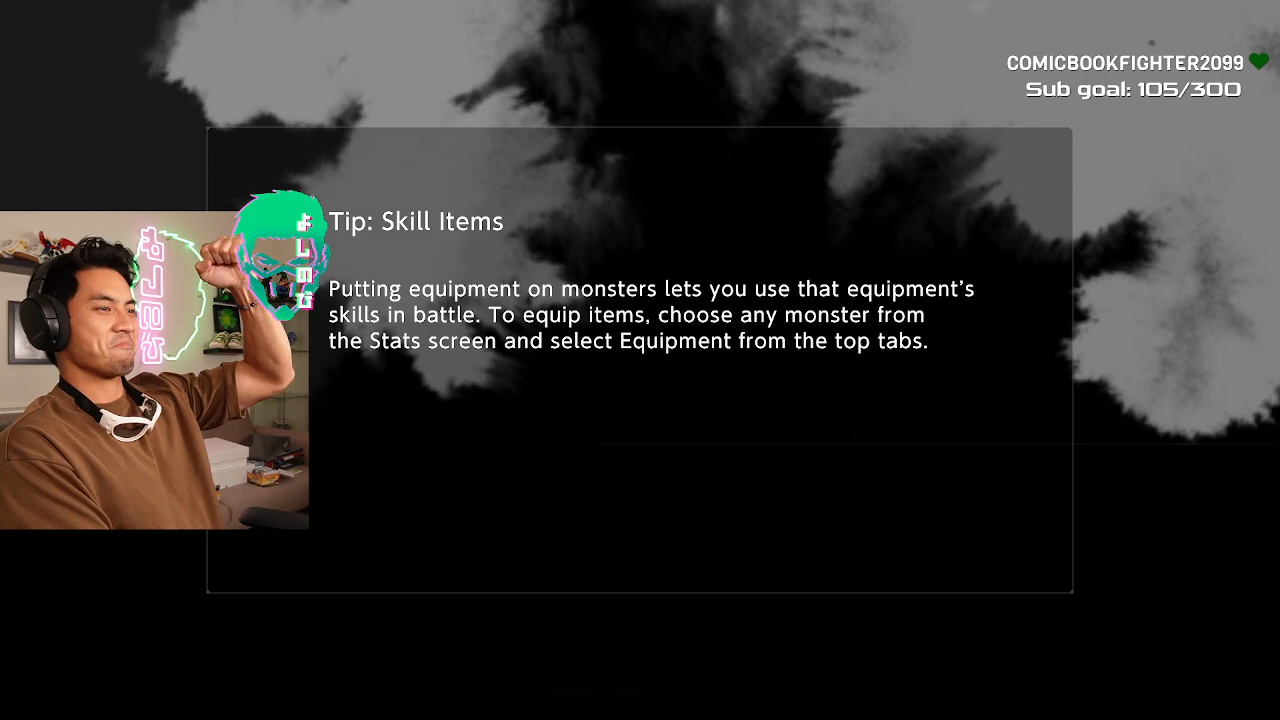 COMICBOOKFIGHTER2099
Sub goal: 105/300
Tip: Skill Items
Putting equipment on monsters lets you use that equipment's
skills in battle. To equip items, choose any monster from
the Stats screen and select Equipment from the top tabs.